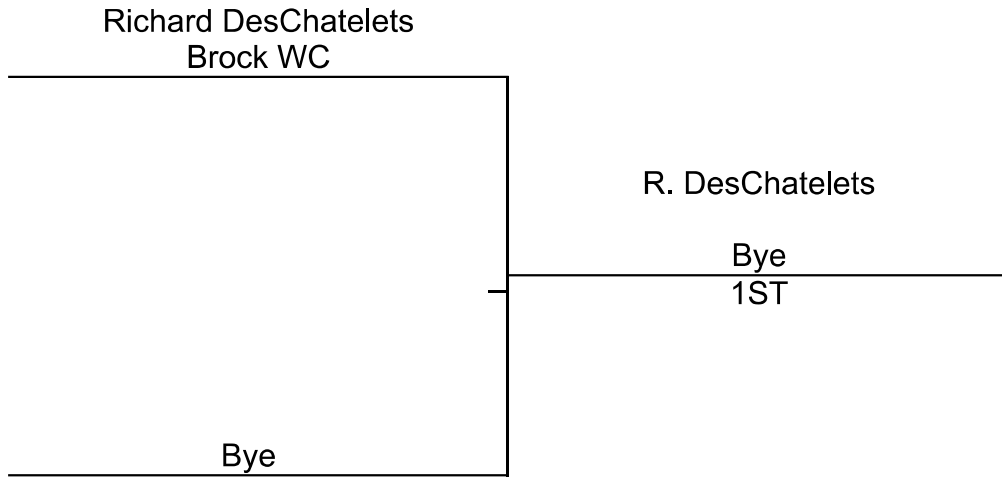 Richard DesChatelets
Brock WC
R. DesChatelets
Bye
1ST
Bye